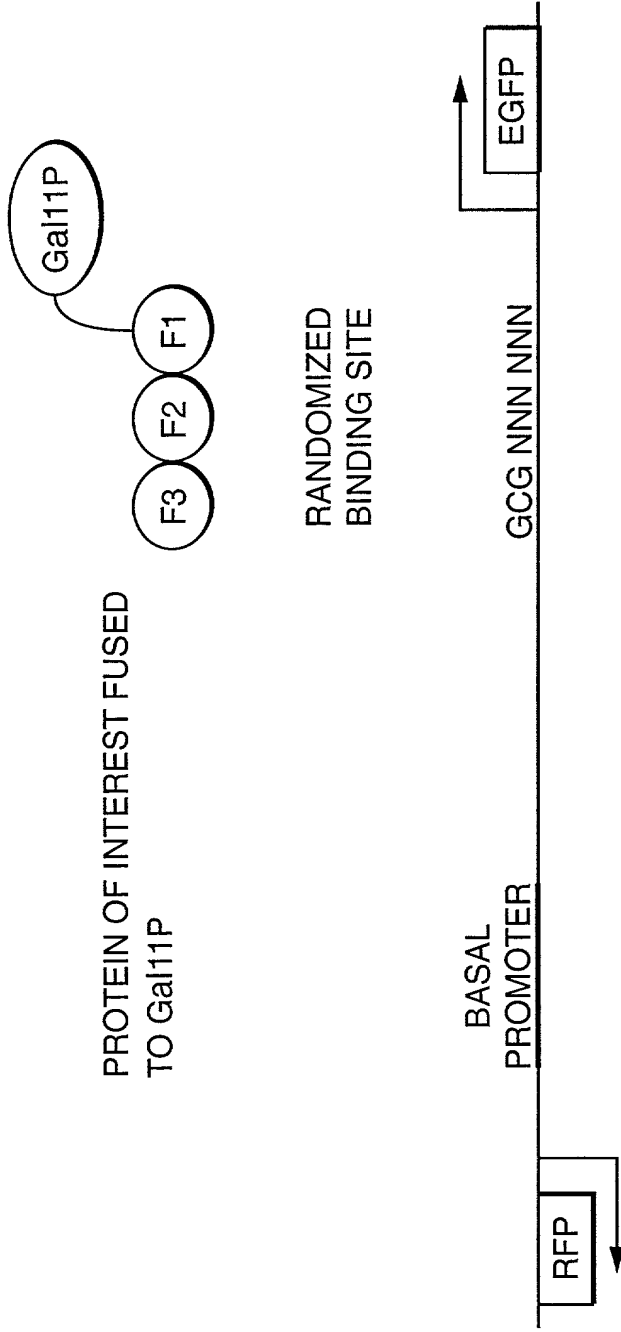 PROTEIN OF INTEREST FUSED
TO Gal11P
Gal11P
F3 F2 F1
RANDOMIZED
BINDING SITE
BASAL
PROMOTER
GCG NNN NNN
EGFP
RFP